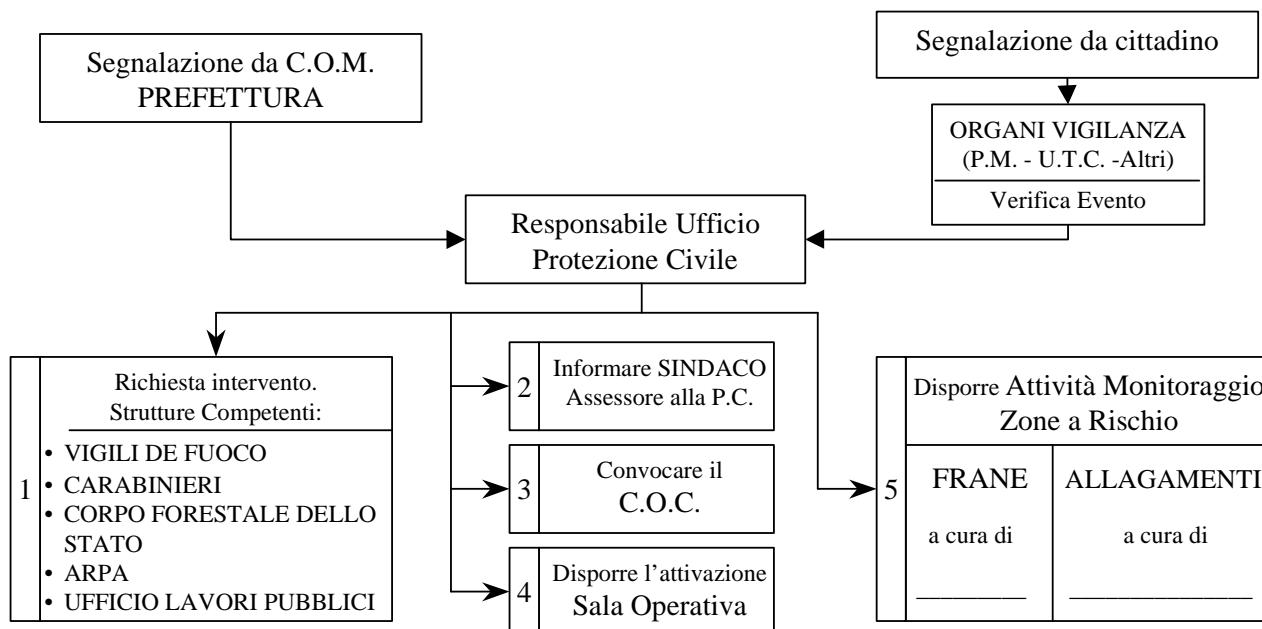 Segnalazione da C.O.M.
PREFETTURA
Segnalazione da cittadino
ORGANI VIGILANZA
(P.M. - U.T.C. -Altri)
Verifica Evento
Responsabile Ufficio
Protezione Civile
1
Richiesta intervento.
Strutture Competenti:
• VIGILI DE FUOCO
• CARABINIERI
• CORPO FORESTALE DELLO
STATO
• ARPA
• UFFICIO LAVORI PUBBLICI
2
Informare SINDACO
Assessore alla P.C.
3
Convocare il
C.O.C.
4
Disporre l’attivazione
Sala Operativa
5
Disporre Attività Monitoraggio
Zone a Rischio
FRANE
a cura di
__________
ALLAGAMENTI
a cura di
________________